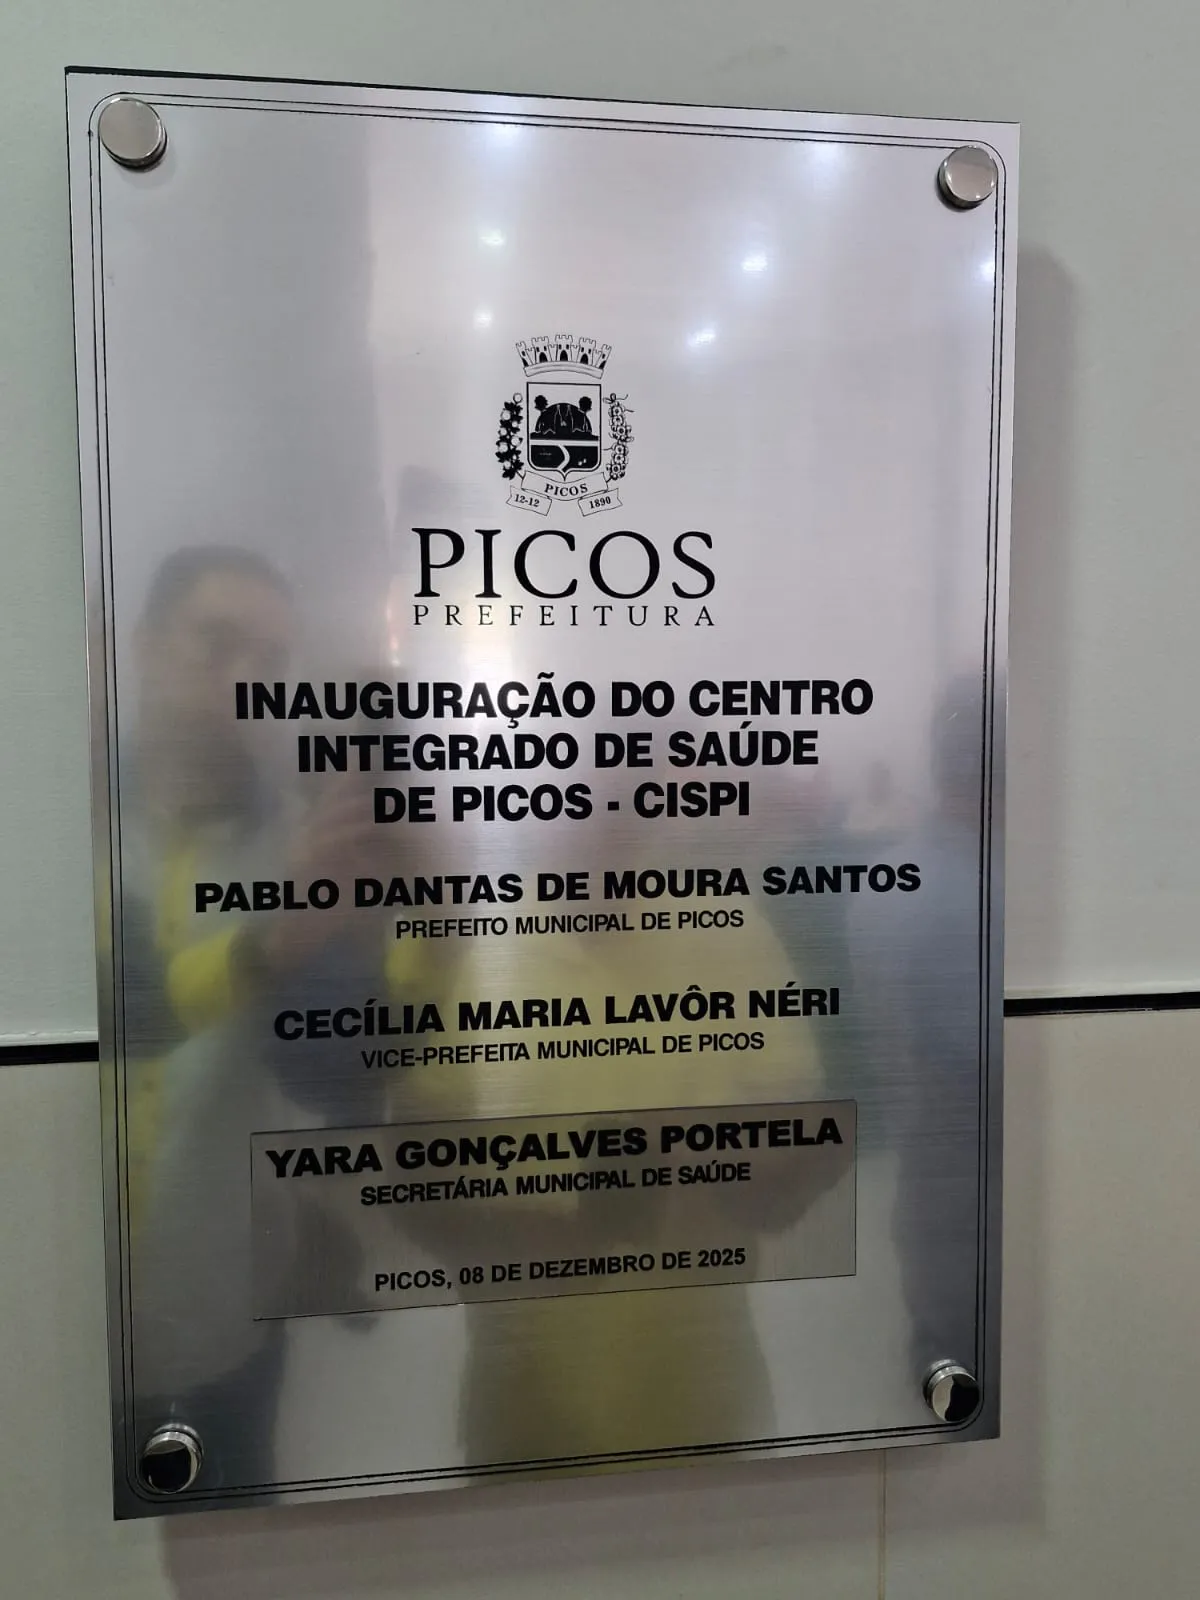 PICOS
12-12 1890
PICOS
PREFEITURA
INAUGURAÇÃO DO CENTRO
INTEGRADO DE SAÚDE
DE PICOS - CISPI
PABLO DANTAS DE MOURA SANTOS
PREFEITO MUNICIPAL DE PICOS
CECÍLIA MARIA LAVÔR NÉRI
VICE-PREFEITA MUNICIPAL DE PICOS
YARA GONÇALVES PORTELA
SECRETÁRIA MUNICIPAL DE SAÚDE
PICOS, 08 DE DEZEMBRO DE 2025